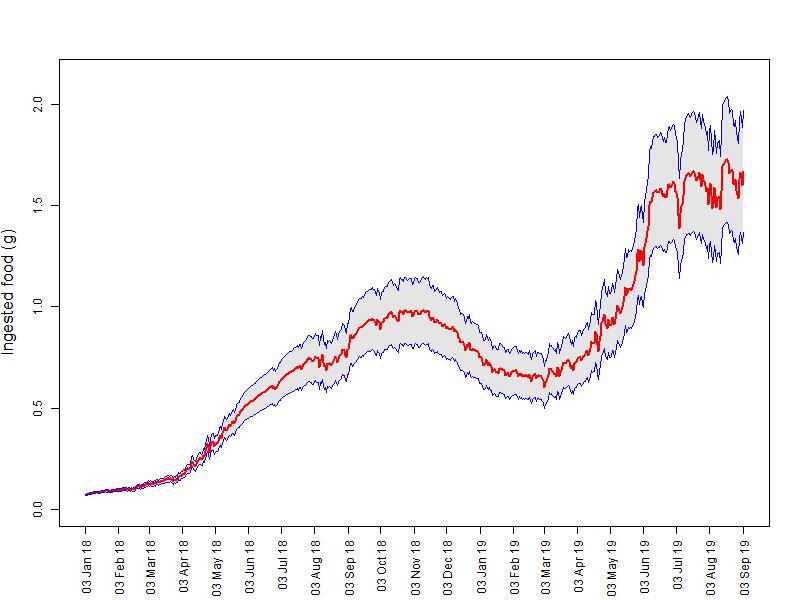 Ingested food (g)
2.0
1.5
1.0
0.5
0.0
03 Jan 18
03 Feb 18
03 Mar 18
03 Apr 18
03 May 18
03 Jun 18
03 Jul 18
03 Aug 18
03 Sep 18
03 Oct 18
03 Nov 18
03 Dec 18
03 Jan 19
03 Feb 19
03 Mar 19
03 Apr 19
03 May 19
03 Jun 19
03 Jul 19
03 Aug 19
03 Sep 19